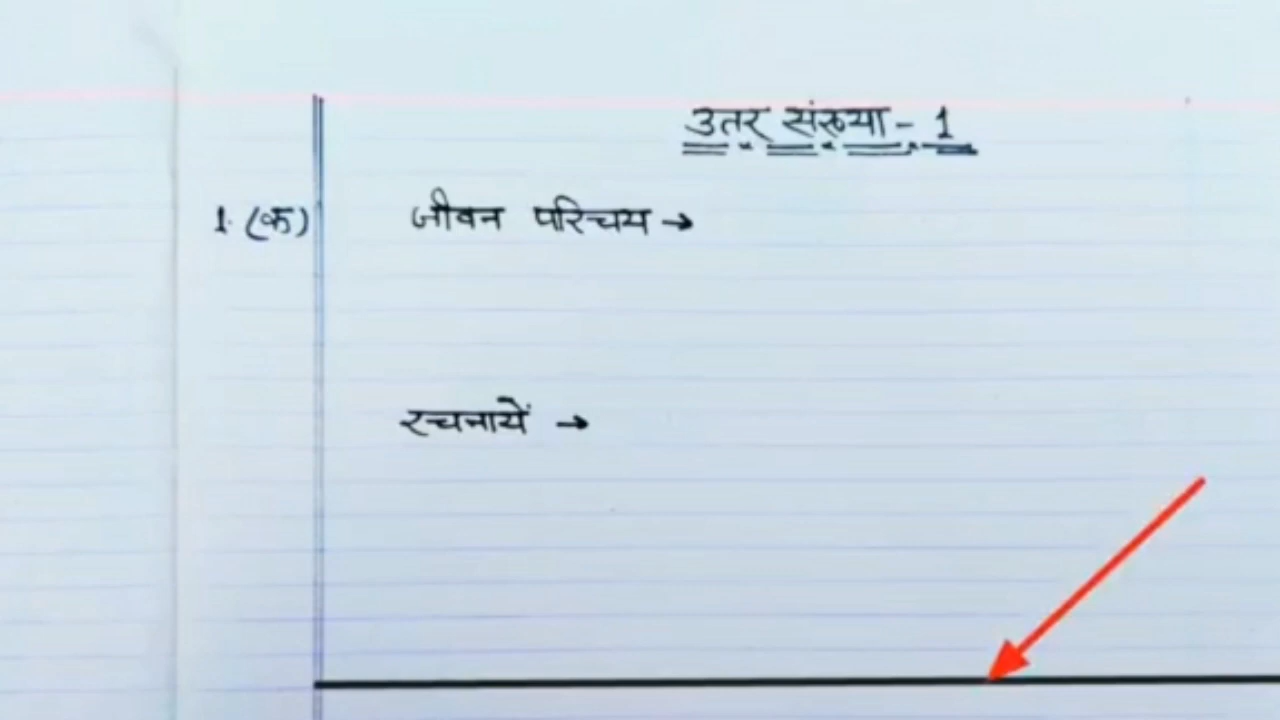 उतर संख्या - 1
1. (क) जीवन परिचय →
रचनायें →